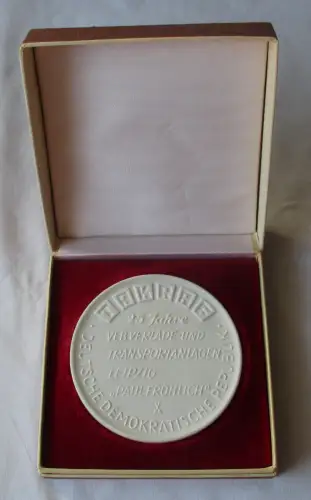 TAKRAF
25 Jahre
VEB VERLADE UND
TRANSPORTANLAGEN
LEIPZIG
"PAUL FRÖHLICH"
DEUTSCHE DEMOKRATISCHE REPUBLIK